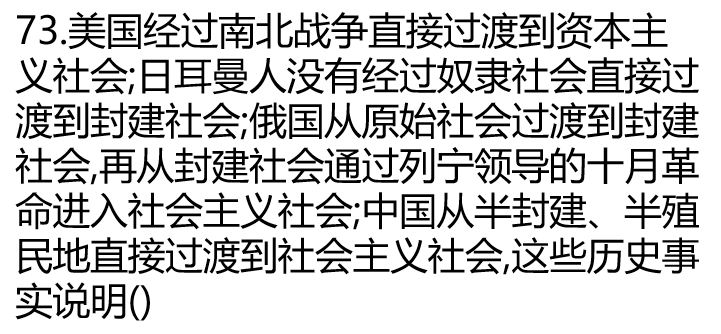 73.美国经过南北战争直接过渡到资本主
义社会;日耳曼人没有经过奴隶社会直接过
渡到封建社会;俄国从原始社会过渡到封建
社会,再从封建社会通过列宁领导的十月革
命进入社会主义社会;中国从半封建、半殖
民地直接过渡到社会主义社会,这些历史事
实说明()